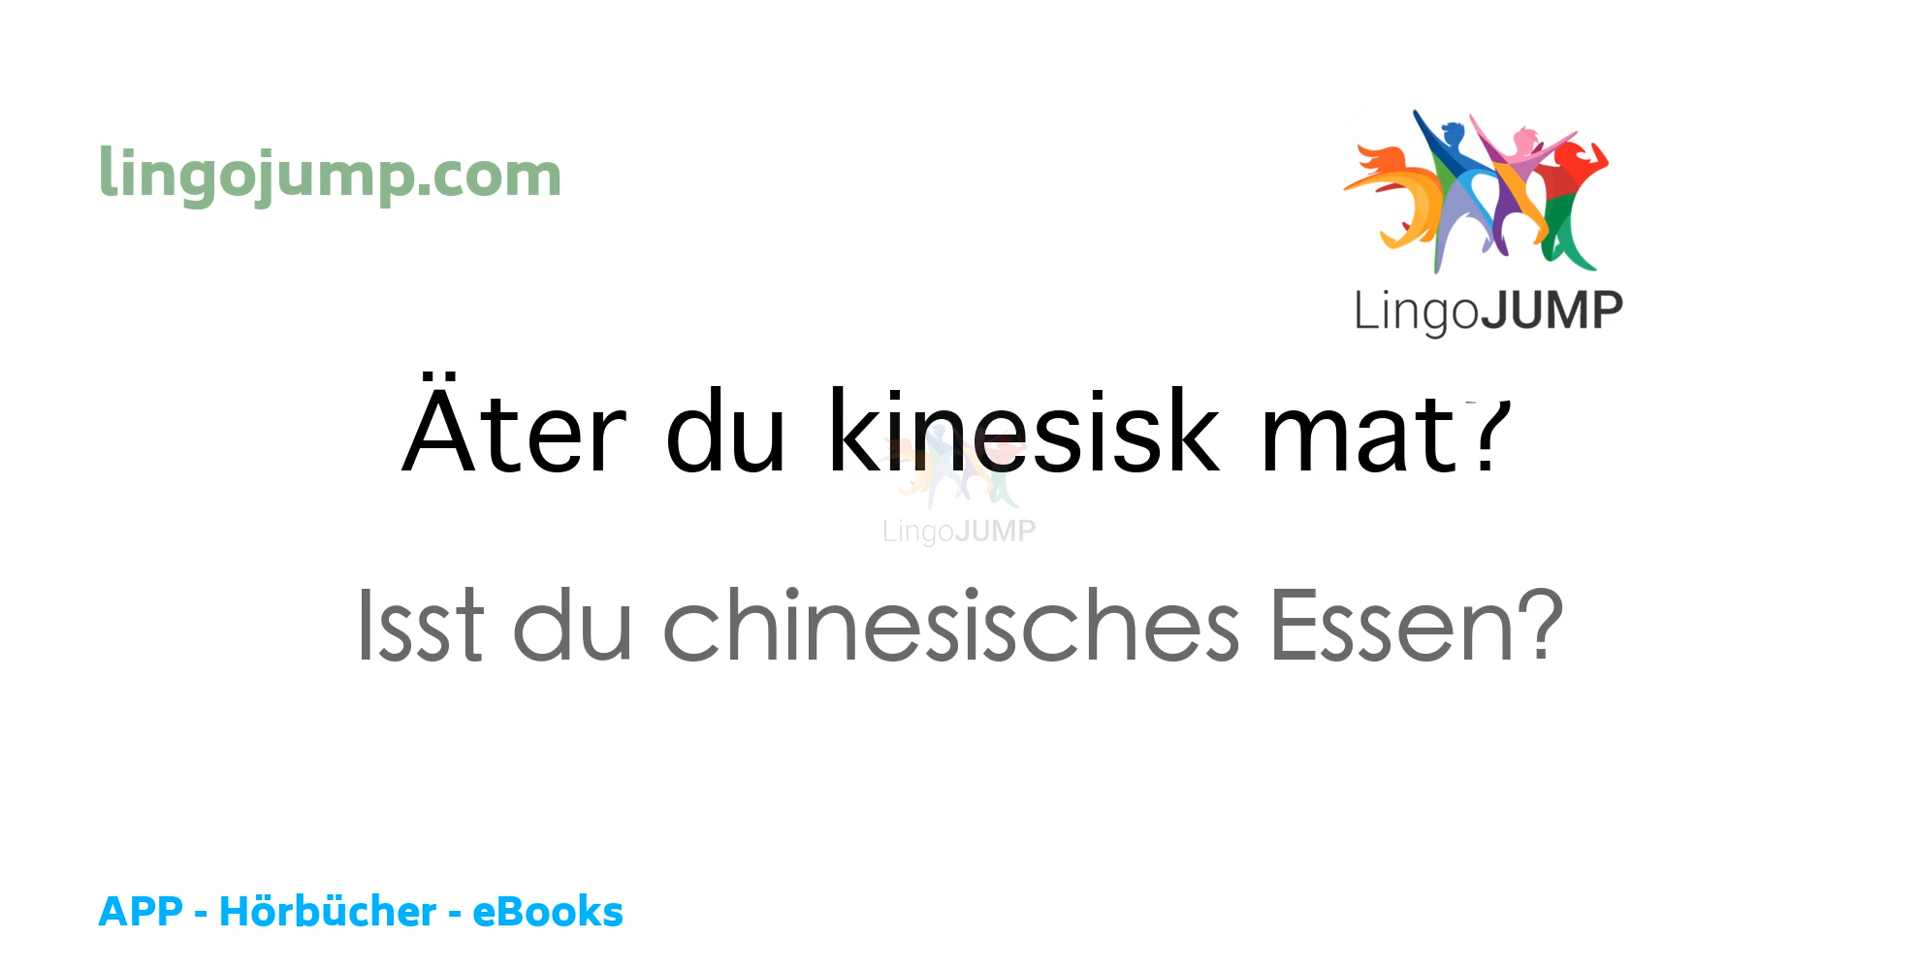 lingojump.com
LingoJUMP
Äter du kinesisk mat?
LingoJUMP
Isst du chinesisches Essen?
APP - Hörbücher - eBooks